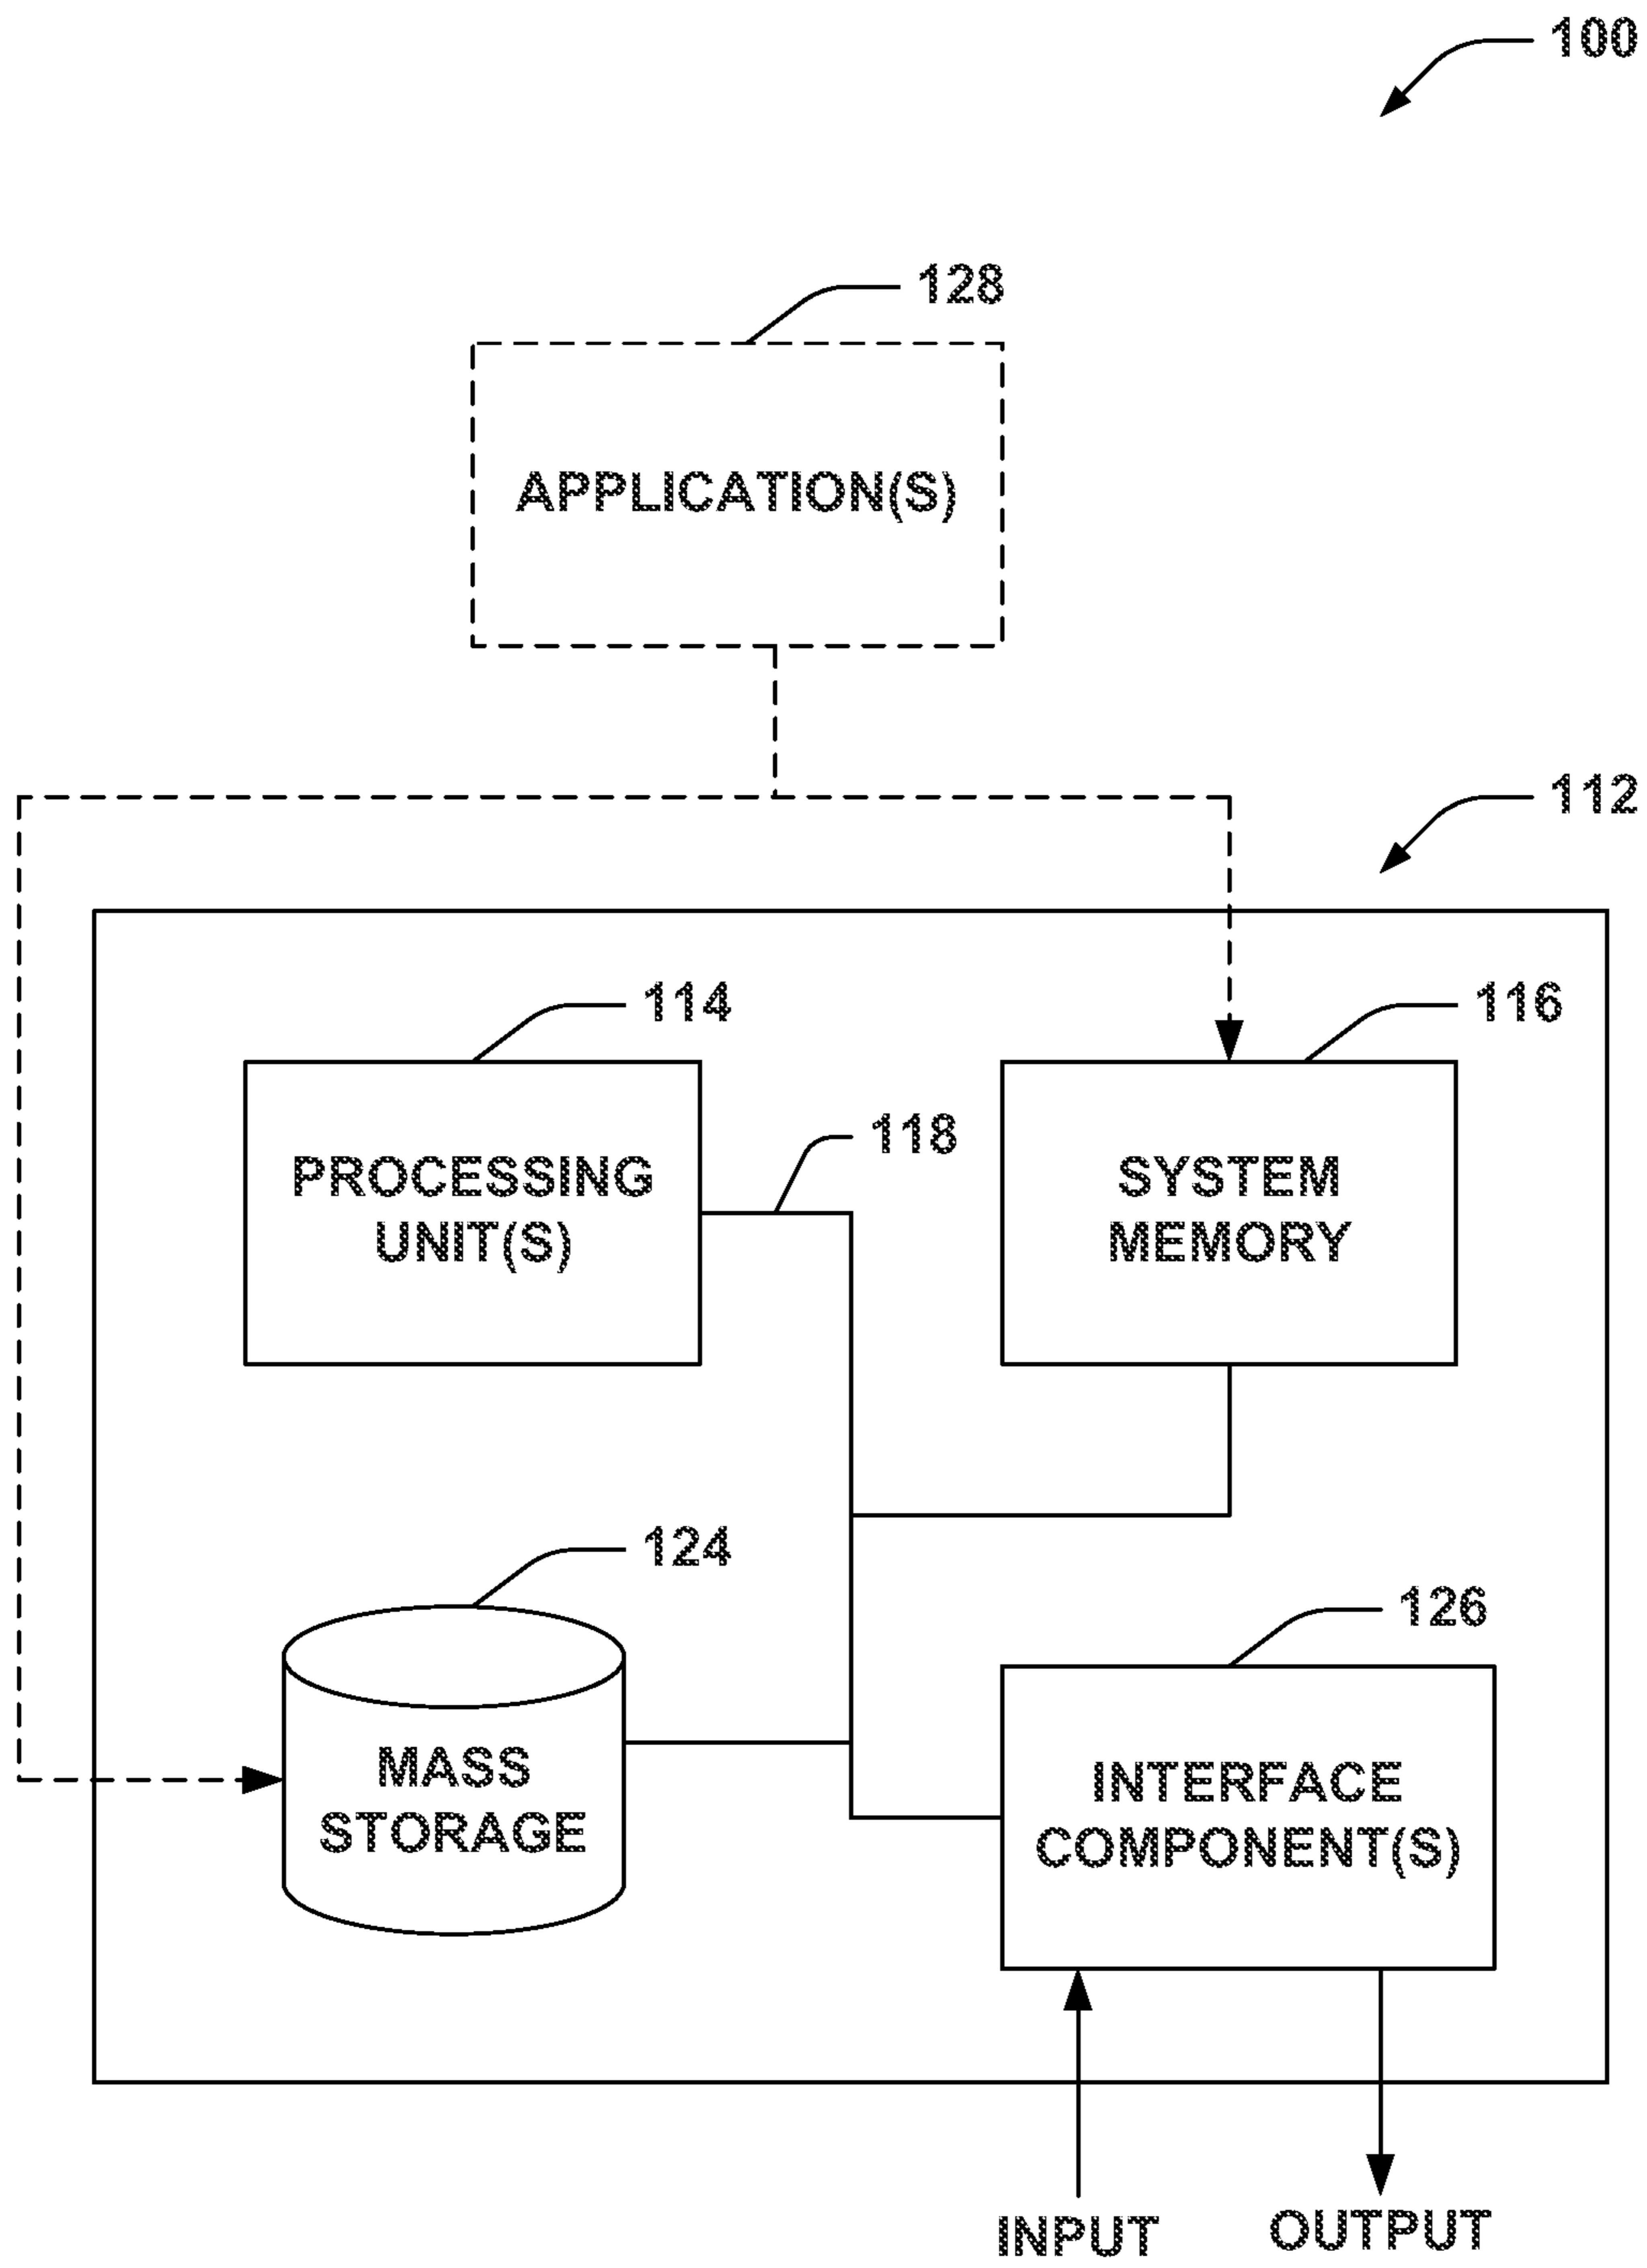 100
128
APPLICATION(S)
112
114
116
118
PROCESSING
UNIT(S)
SYSTEM
MEMORY
124
126
MASS
STORAGE
INTERFACE
COMPONENT(S)
INPUT
OUTPUT